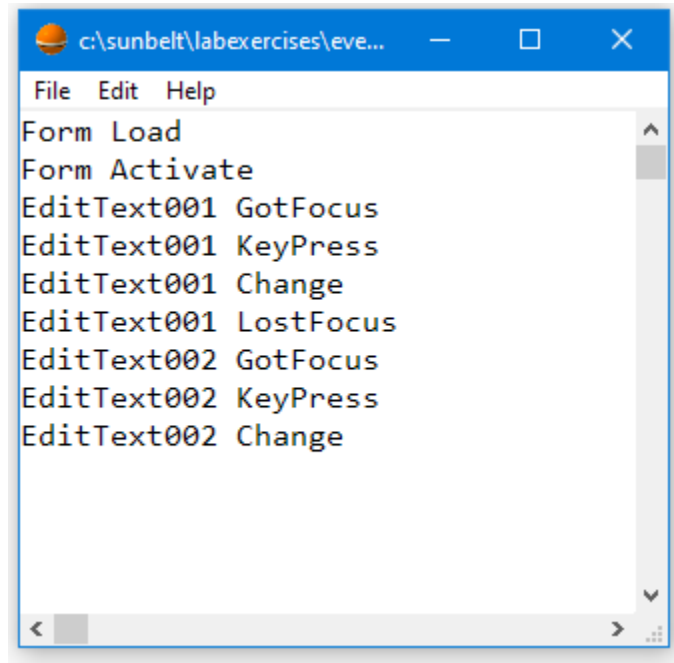 c:\sunbelt\labexercises\eve...
File Edit Help
Form Load
Form Activate
EditText001 GotFocus
EditText001 KeyPress
EditText001 Change
EditText001 LostFocus
EditText002 GotFocus
EditText002 KeyPress
EditText002 Change